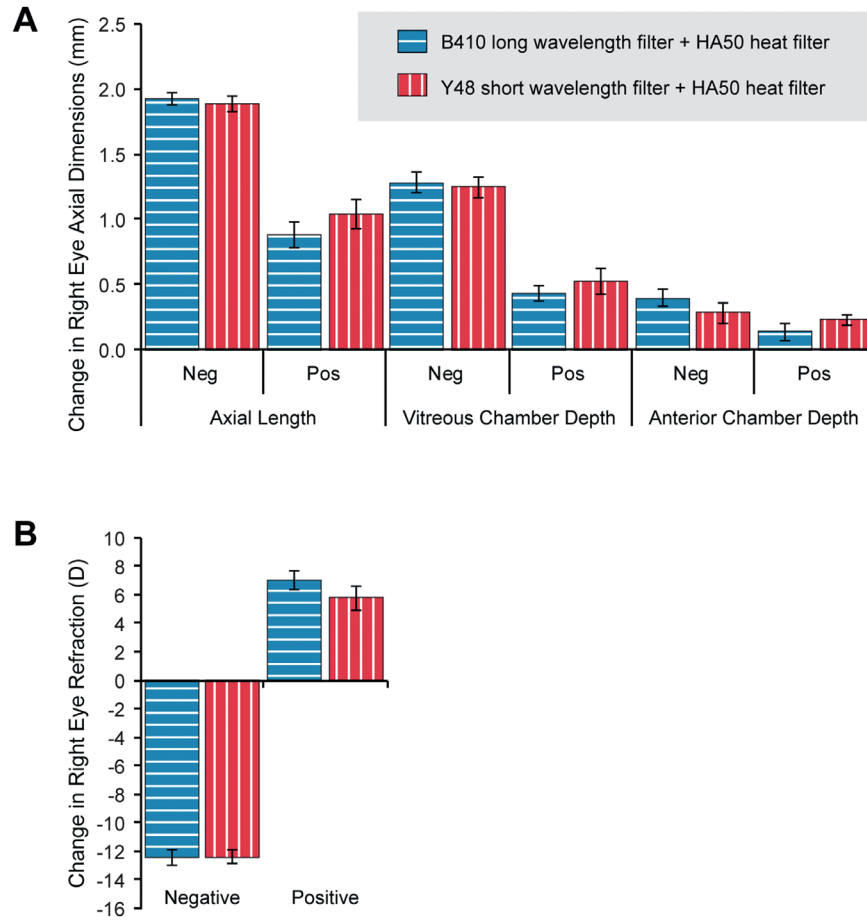 A
Change in Right Eye Axial Dimensions (mm)
2.5
2.0
1.5
1.0
0.5
0.0
B410 long wavelength filter + HA50 heat filter
Y48 short wavelength filter + HA50 heat filter
Neg Pos Neg Pos Neg Pos
Axial Length Vitreous Chamber Depth Anterior Chamber Depth
B
Change in Right Eye Refraction (D)
10
8
6
4
2
0
-2
-4
-6
-8
-10
-12
-14
-16
Negative Positive